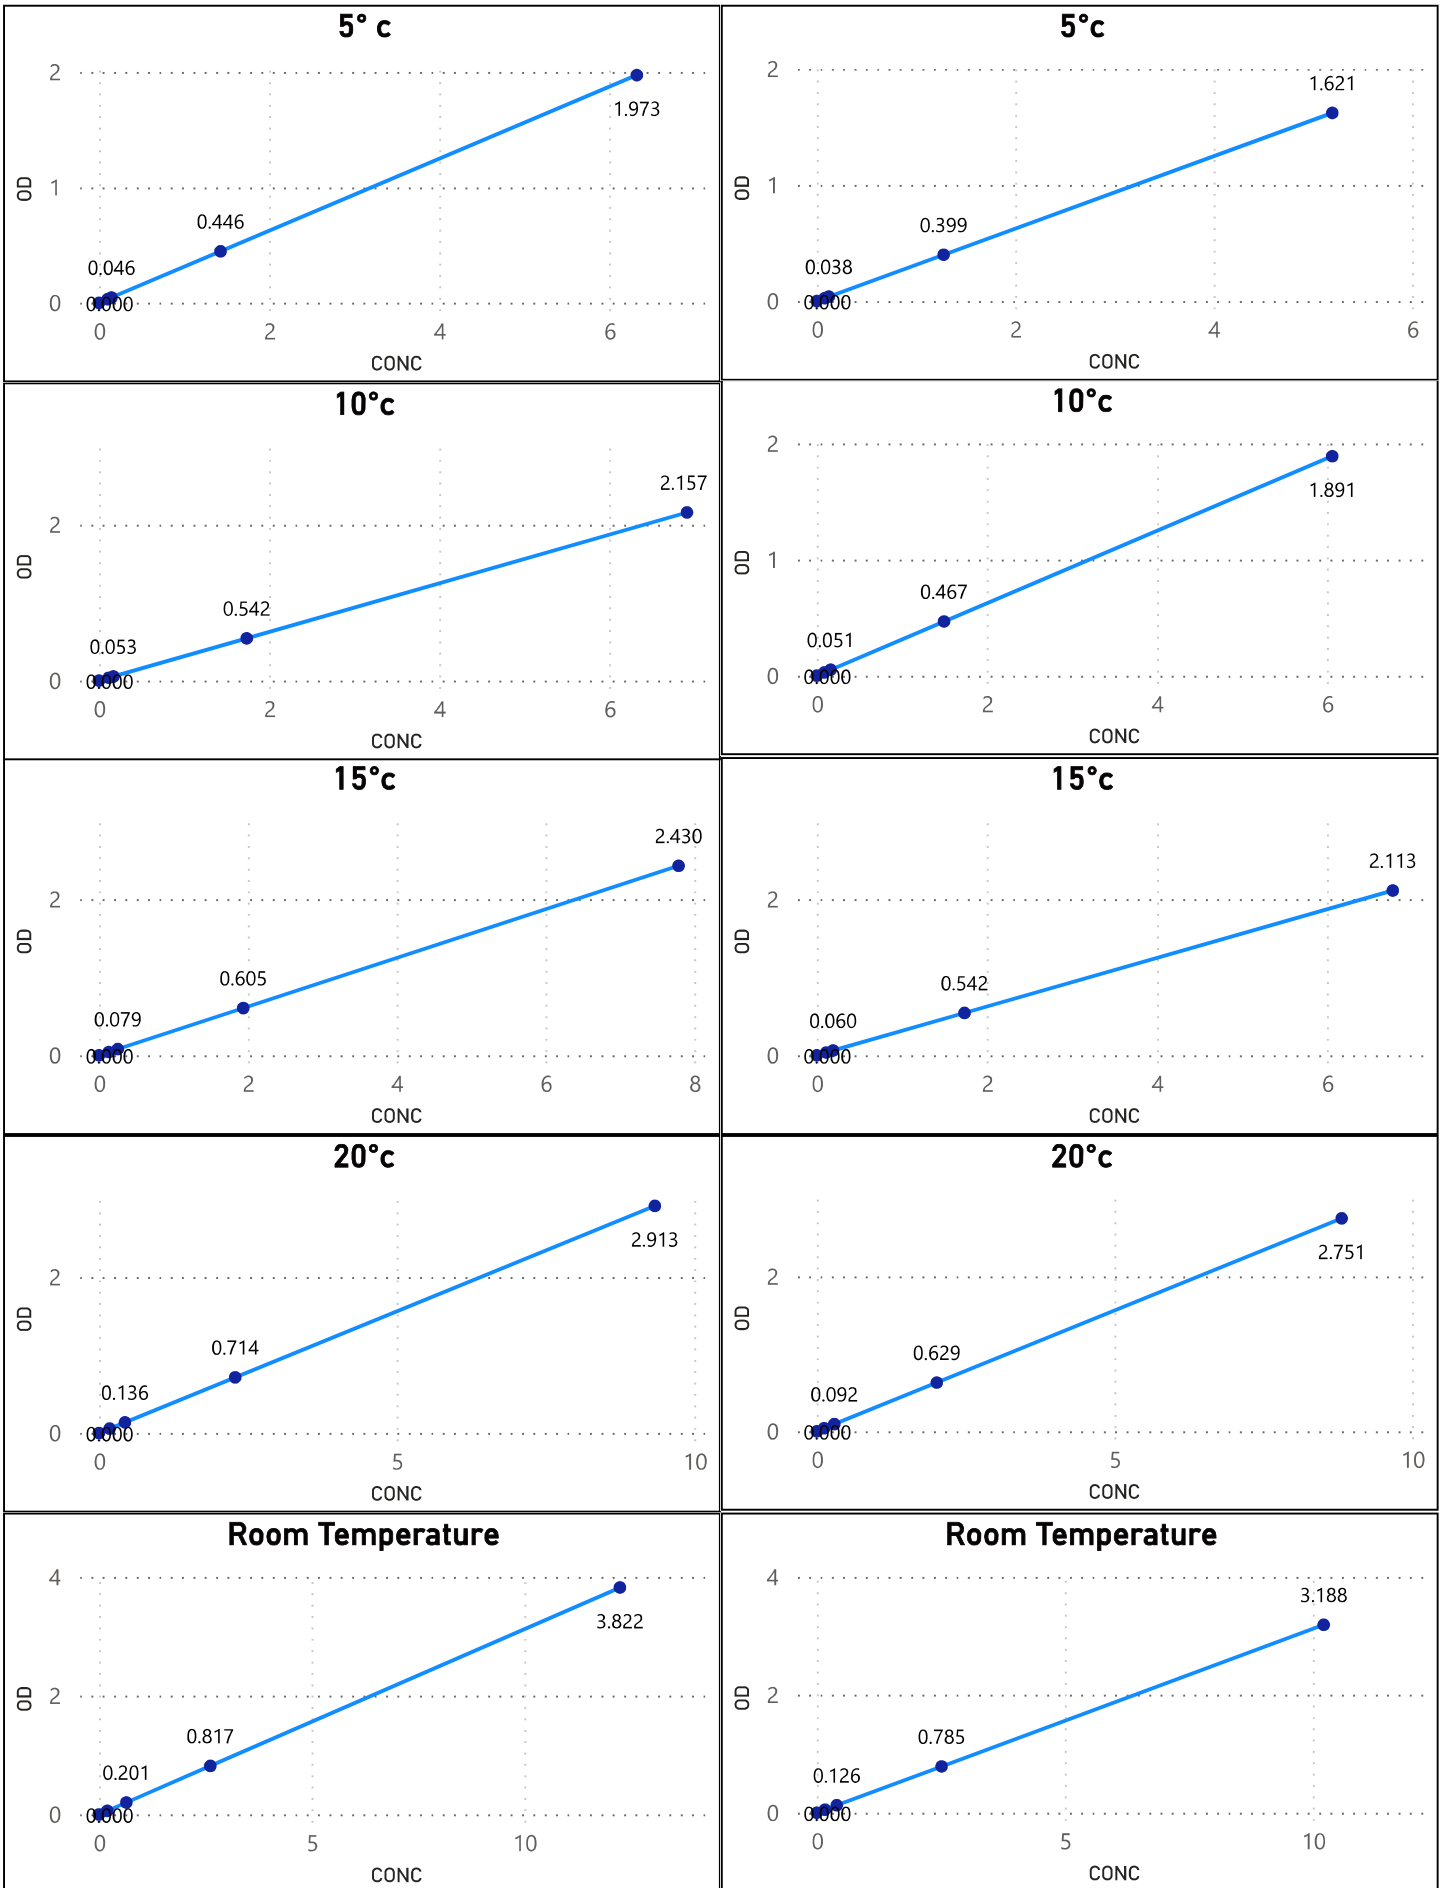 5° c
2
1
0
OD
1.973
0.446
0.046
0.000
0 2 4 6
CONC
5°c
2
1
0
OD
1.621
0.399
0.038
0.000
0 2 4 6
CONC
10°c
2
0
OD
2.157
0.542
0.053
0.000
0 2 4 6
CONC
10°c
2
1
0
OD
1.891
0.467
0.051
0.000
0 2 4 6
CONC
15°c
2
0
OD
2.430
0.605
0.079
0.000
0 2 4 6 8
CONC
15°c
2
0
OD
2.113
0.542
0.060
0.000
0 2 4 6
CONC
20°c
2
0
OD
2.913
0.714
0.136
0.000
0 5 10
CONC
20°c
2
0
OD
2.751
0.629
0.092
0.000
0 5 10
CONC
Room Temperature
4
2
0
OD
3.822
0.817
0.201
0.000
0 5 10
CONC
Room Temperature
4
2
0
OD
3.188
0.785
0.126
0.000
0 5 10
CONC